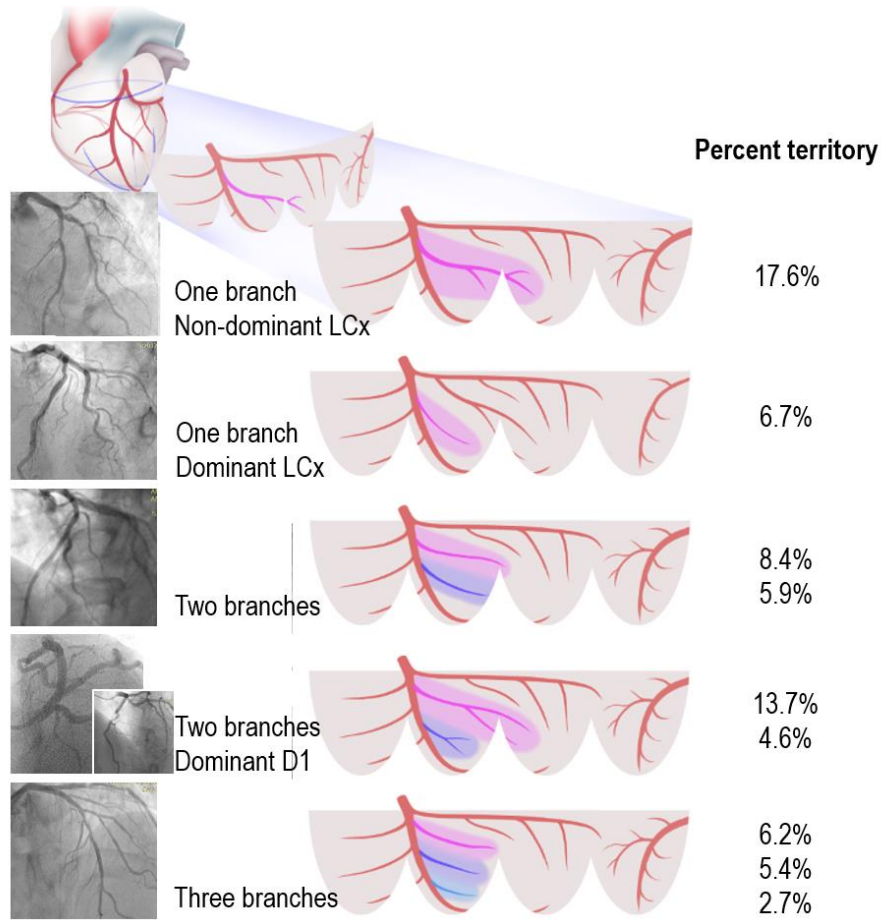 Percent territory
One branch
Non-dominant LCx
17.6%
One branch
Dominant LCx
6.7%
Two branches
8.4%
5.9%
Two branches
Dominant D1
13.7%
4.6%
Three branches
6.2%
5.4%
2.7%